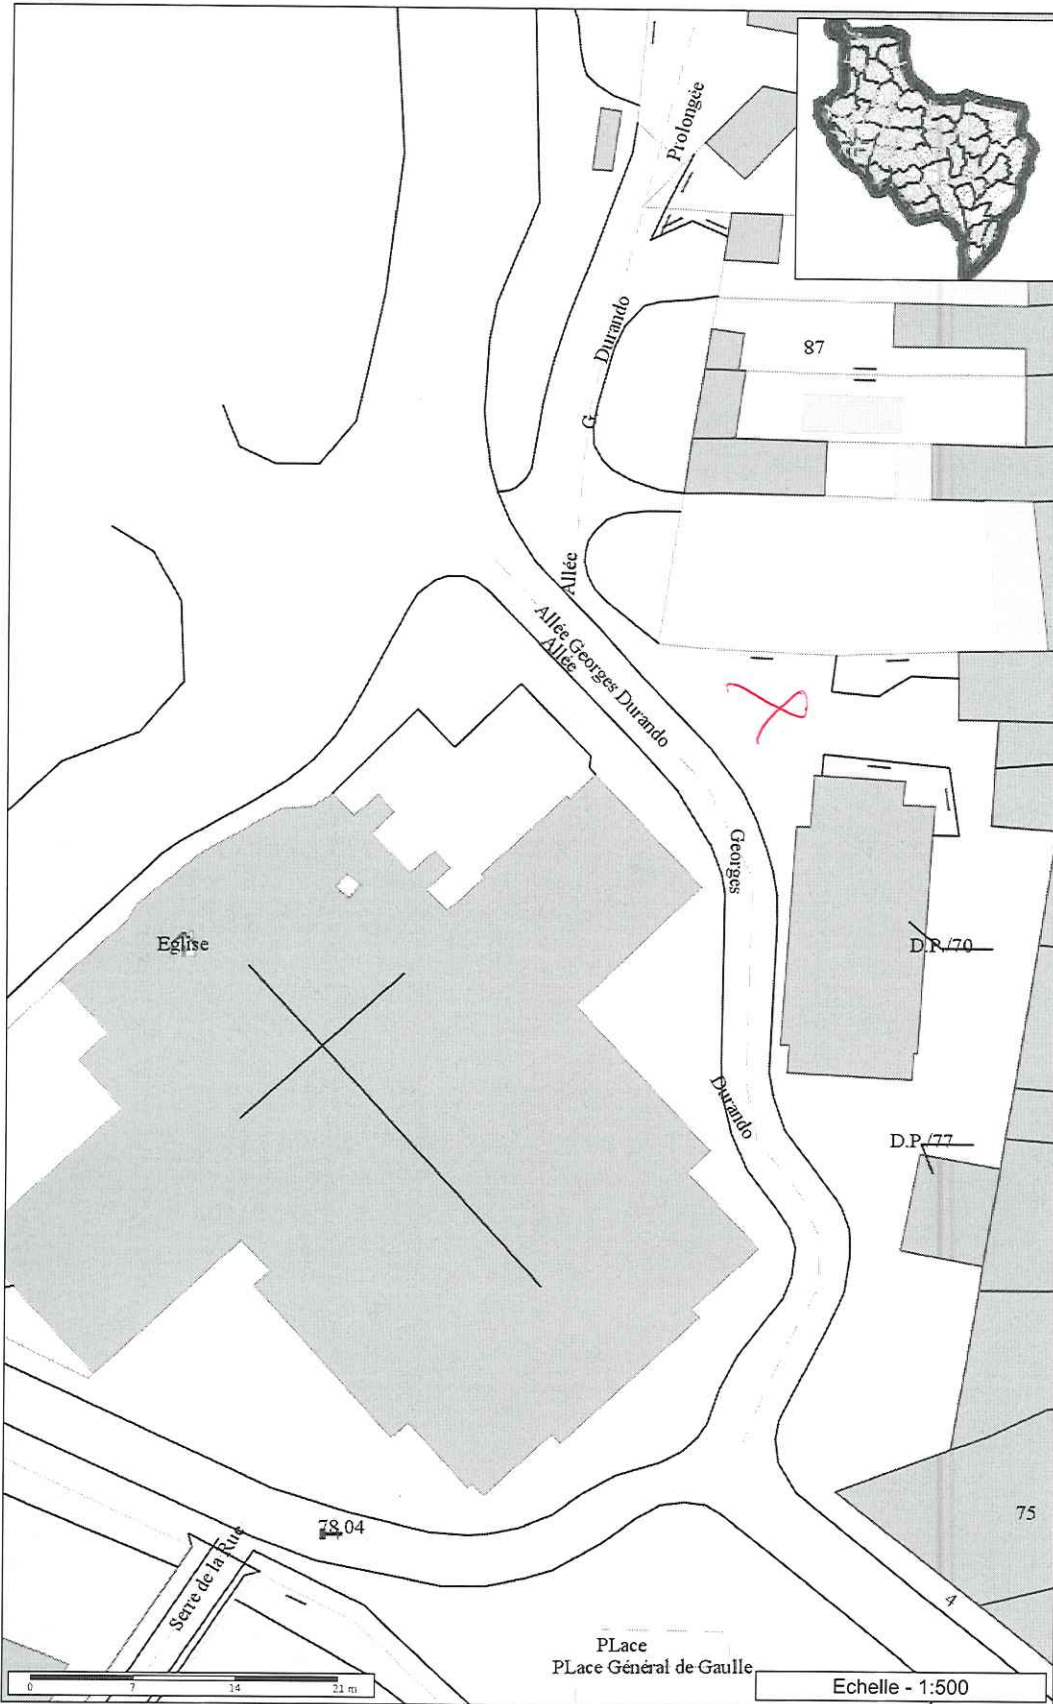 Prolongée
Durando
87
G.
Allée
Allée Georges Durando
Allée
Georges
Eglise
D.P./70
Durando
D.P./77
75
78.04
Serre de la Rue
4
PLace
PLace Général de Gaulle
0 7 14 21 m
Echelle - 1:500